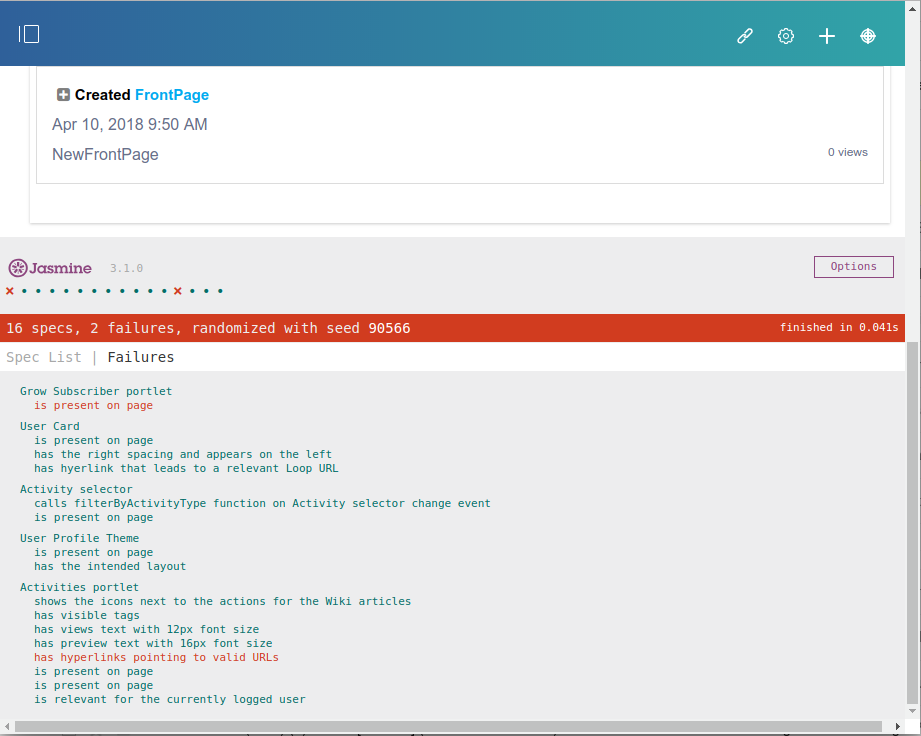 Created FrontPage
Apr 10, 2018 9:50 AM
NewFrontPage
0 views
Jasmine 3.1.0
Options
16 specs, 2 failures, randomized with seed 90566
finished in 0.041s
Spec List | Failures
Grow Subscriber portlet
is present on page
User Card
is present on page
has the right spacing and appears on the left
has hyerlink that leads to a relevant Loop URL
Activity selector
calls filterByActivityType function on Activity selector change event
is present on page
User Profile Theme
is present on page
has the intended layout
Activities portlet
shows the icons next to the actions for the Wiki articles
has visible tags
has views text with 12px font size
has preview text with 16px font size
has hyperlinks pointing to valid URLs
is present on page
is present on page
is relevant for the currently logged user